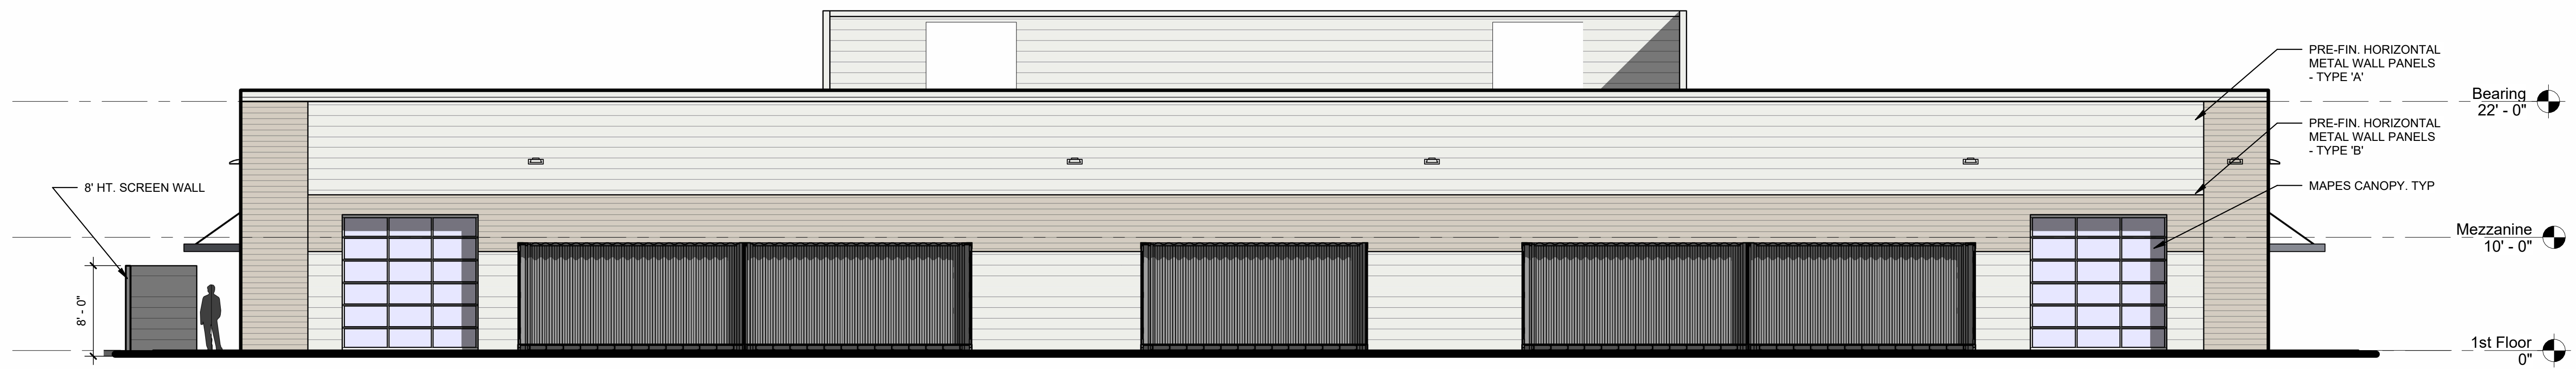 PRE-FIN. HORIZONTAL
METAL WALL PANELS
- TYPE 'A'
Bearing
22' - 0"
PRE-FIN. HORIZONTAL
METAL WALL PANELS
- TYPE 'B'
8' HT. SCREEN WALL
MAPES CANOPY. TYP
Mezzanine
10' - 0"
8' - 0"
1st Floor
0"